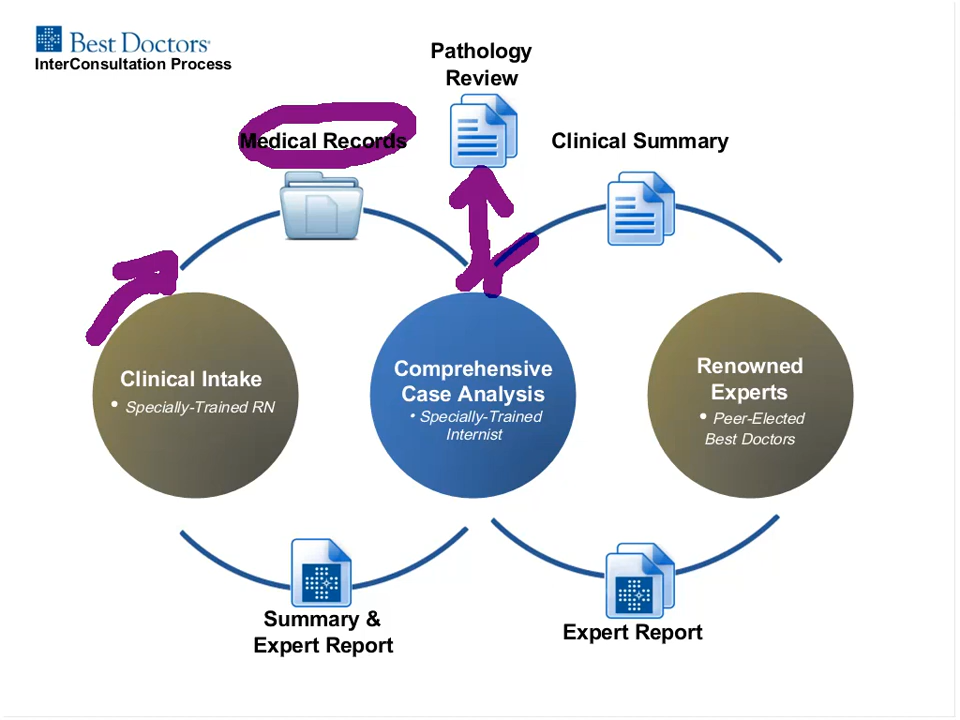 Best Doctors
InterConsultation Process
Pathology
Review
Medical Records
Clinical Summary
Clinical Intake
• Specially-Trained RN
Comprehensive
Case Analysis
• Specially-Trained
Internist
Renowned
Experts
• Peer-Elected
Best Doctors
Summary &
Expert Report
Expert Report